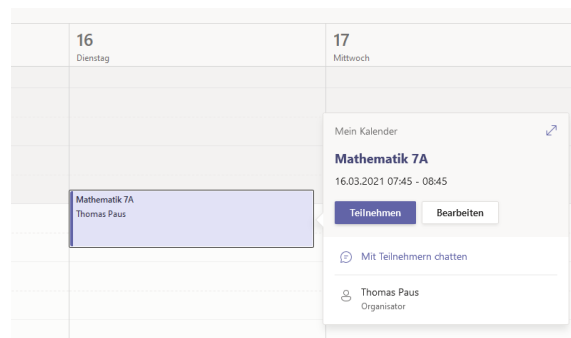 16
Dienstag
17
Mittwoch
Mathematik 7A
Thomas Paus
Mein Kalender
Mathematik 7A
16.03.2021 07:45 - 08:45
Teilnehmen
Bearbeiten
Mit Teilnehmern chatten
Thomas Paus
Organisator